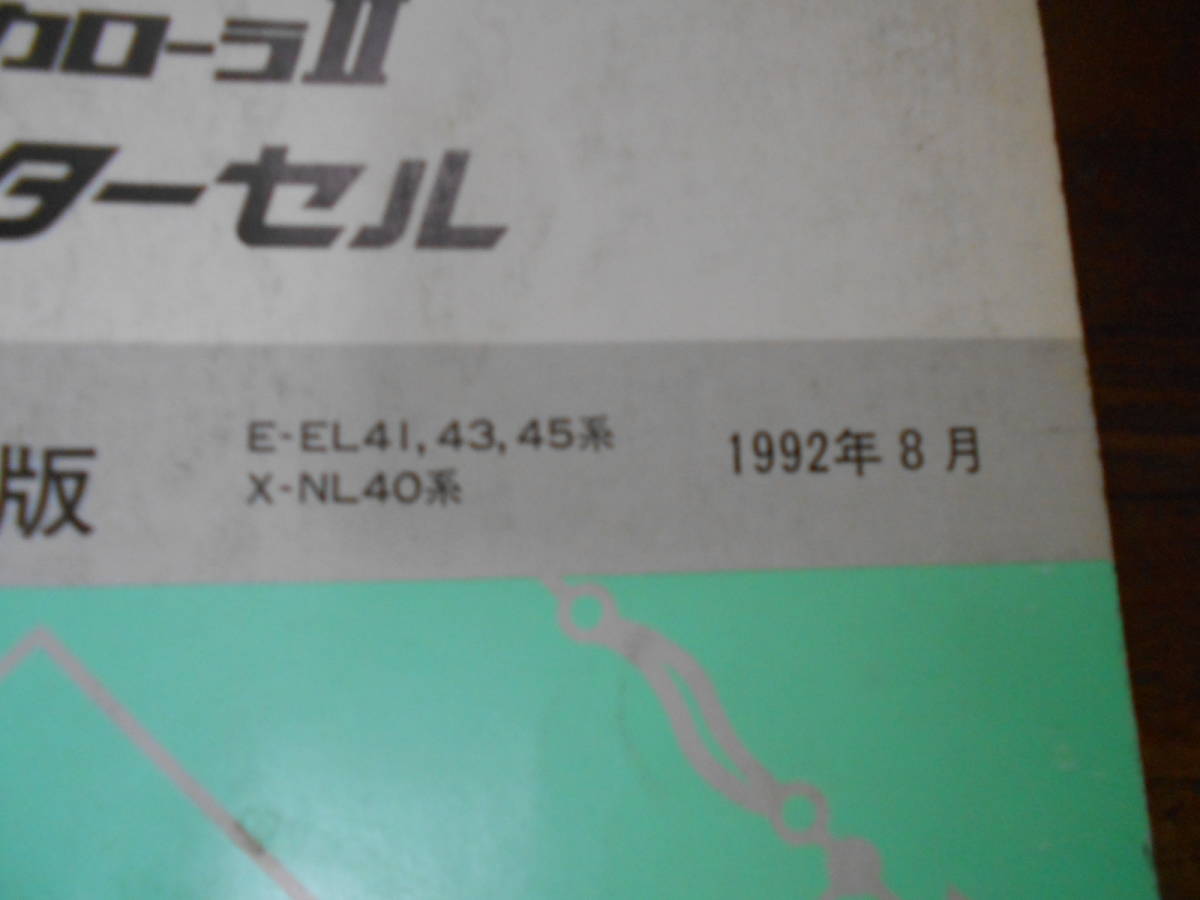 カローラII
ターセル
版
E-EL41, 43, 45系
X-NL40系
1992年8月